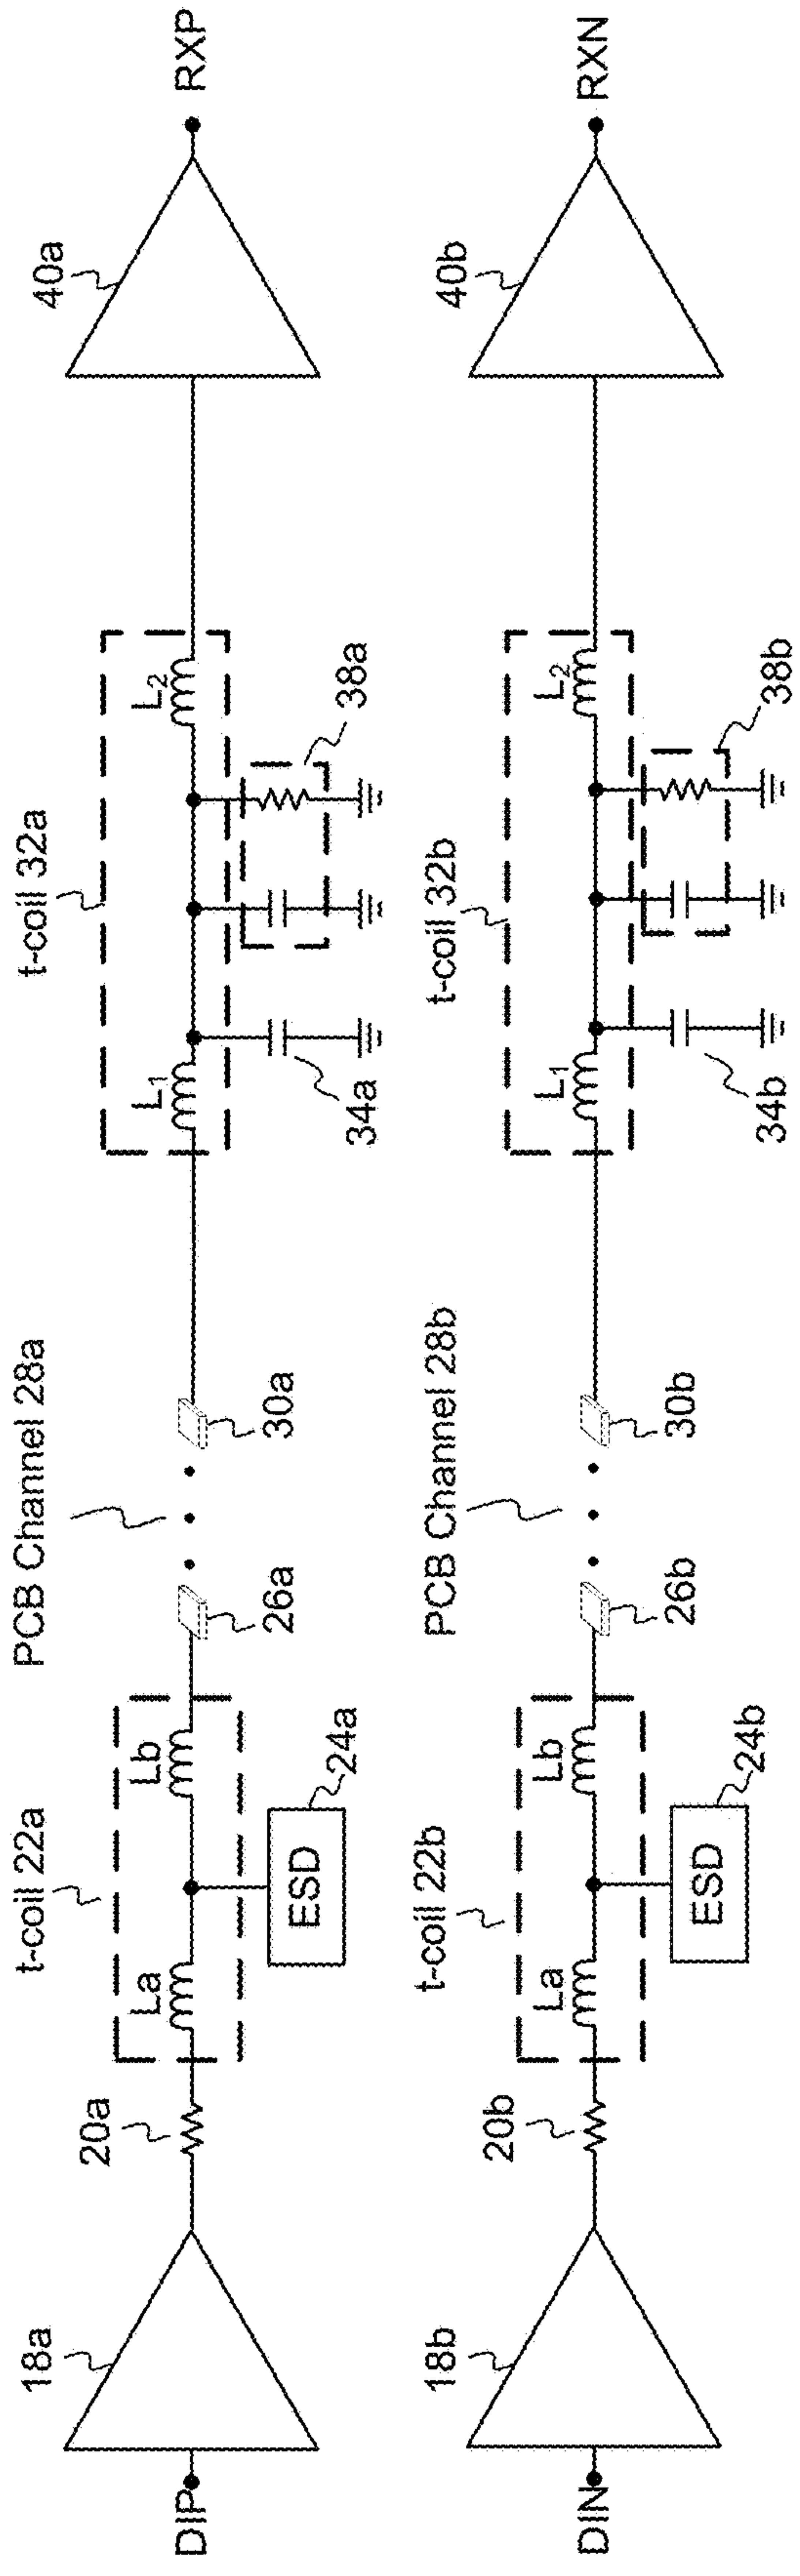 DIP
18a
20a
t-coil 22a
La
Lb
ESD
24a
26a
PCB Channel 28a
30a
t-coil 32a
L1
L2
34a
38a
40a
RXP
DIN
18b
20b
t-coil 22b
La
Lb
ESD
24b
26b
PCB Channel 28b
30b
t-coil 32b
L1
L2
34b
38b
40b
RXN